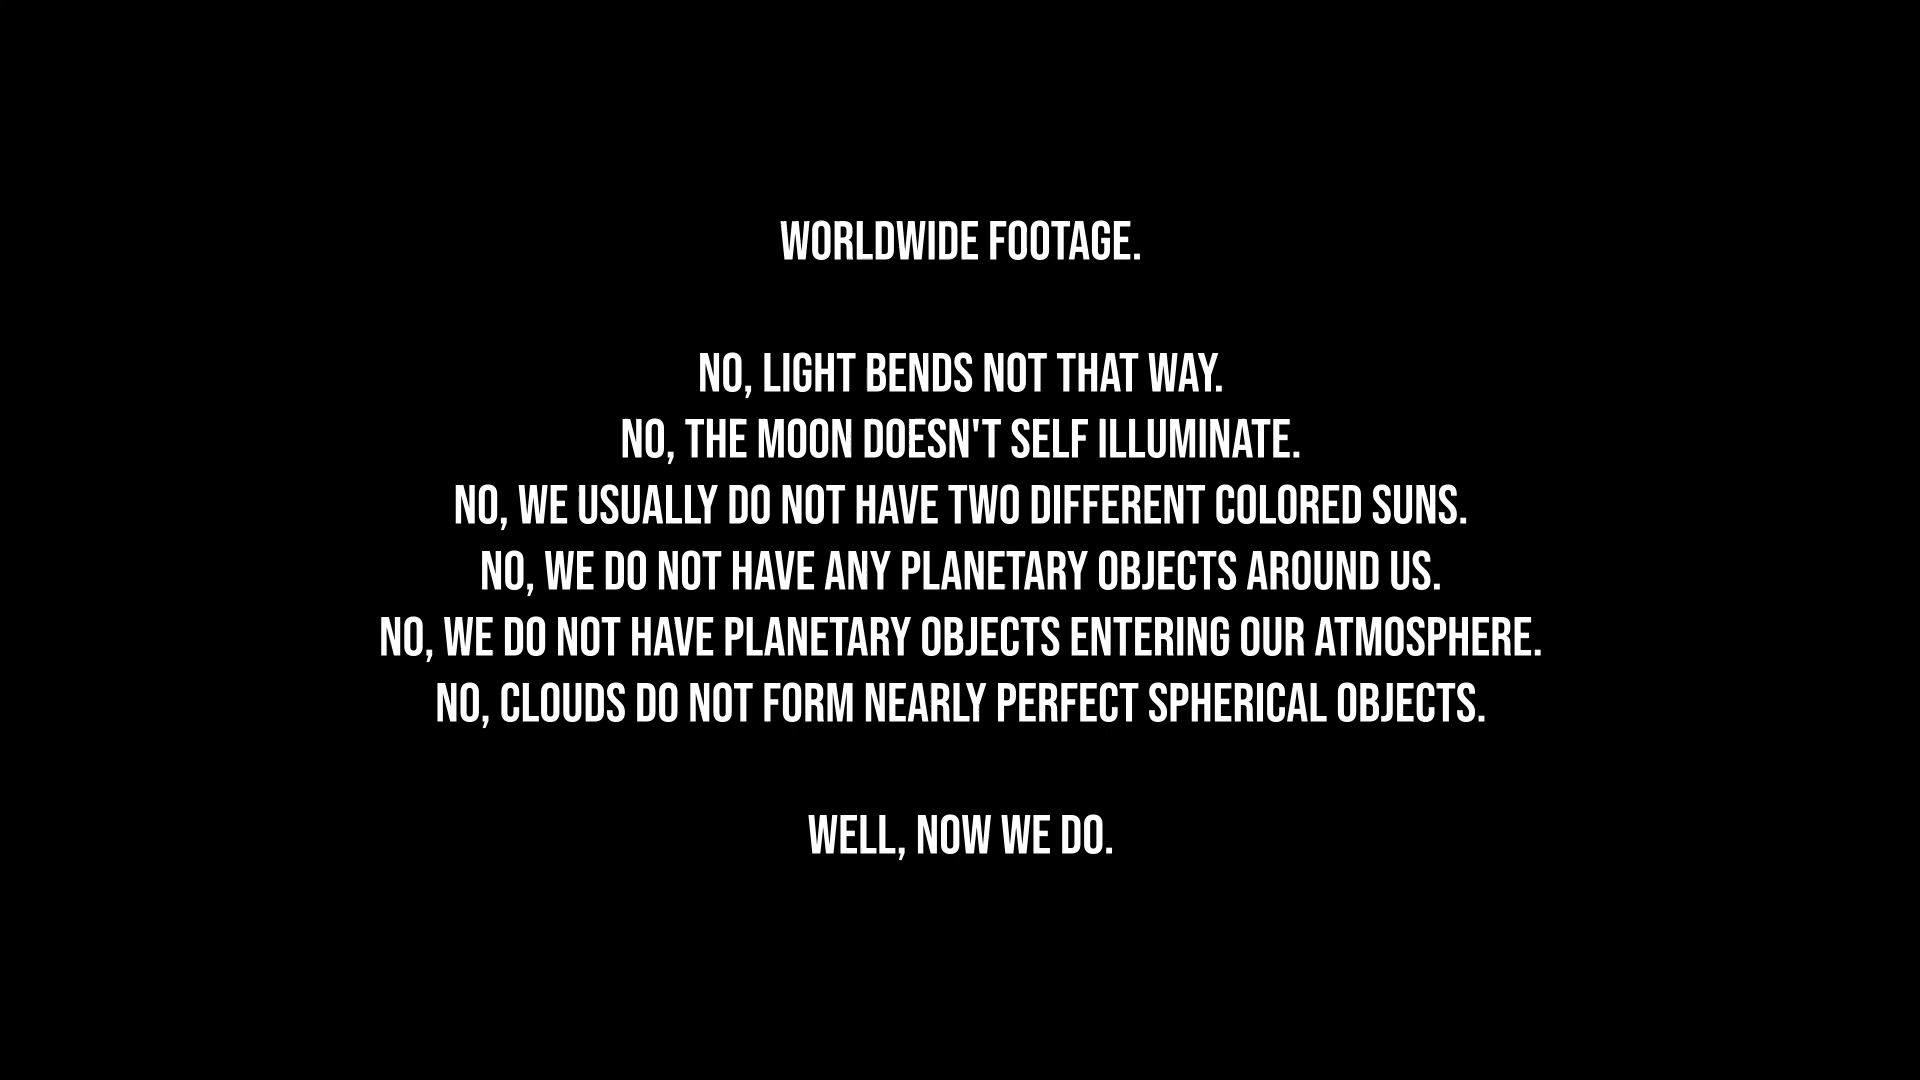 WORLDWIDE FOOTAGE.
NO, LIGHT BENDS NOT THAT WAY.
NO, THE MOON DOESN'T SELF ILLUMINATE.
NO, WE USUALLY DO NOT HAVE TWO DIFFERENT COLORED SUNS.
NO, WE DO NOT HAVE ANY PLANETARY OBJECTS AROUND US.
NO, WE DO NOT HAVE PLANETARY OBJECTS ENTERING OUR ATMOSPHERE.
NO, CLOUDS DO NOT FORM NEARLY PERFECT SPHERICAL OBJECTS.
WELL, NOW WE DO.